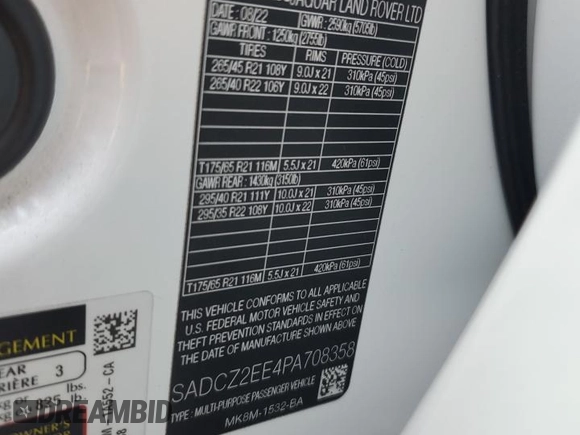 JAGUAR LAND ROVER LTD
DATE: 08/22 GVWR: 2590kg (5705lb)
GAWR FRONT: 1250kg (2755lb)
TIRES RIMS PRESSURE (COLD)
265/45 R21 108Y 9.0J x 21 310kPa (45psi)
265/40 R22 106Y 9.0J x 22 310kPa (45psi)
T175/65 R21 116M 5.5J x 21 420kPa (61psi)
GAWR REAR: 1430kg (3150lb)
295/40 R21 111Y 10.0J x 21 310kPa (45psi)
295/35 R22 108Y 10.0J x 22 310kPa (45psi)
T175/65 R21 116M 5.5J x 21 420kPa (61psi)
THIS VEHICLE CONFORMS TO ALL APPLICABLE
U.S. FEDERAL MOTOR VEHICLE SAFETY AND
THEFT PREVENTION STANDARDS IN EFFECT ON
THE DATE OF MANUFACTURE SHOWN ABOVE
SADCZ2EE4PA708358
TYPE: MULTI-PURPOSE PASSENGER VEHICLE
MK8M-1532-BA
GEMENT
EAR 3
RIÈRE
lbs.
RIDEAMBID